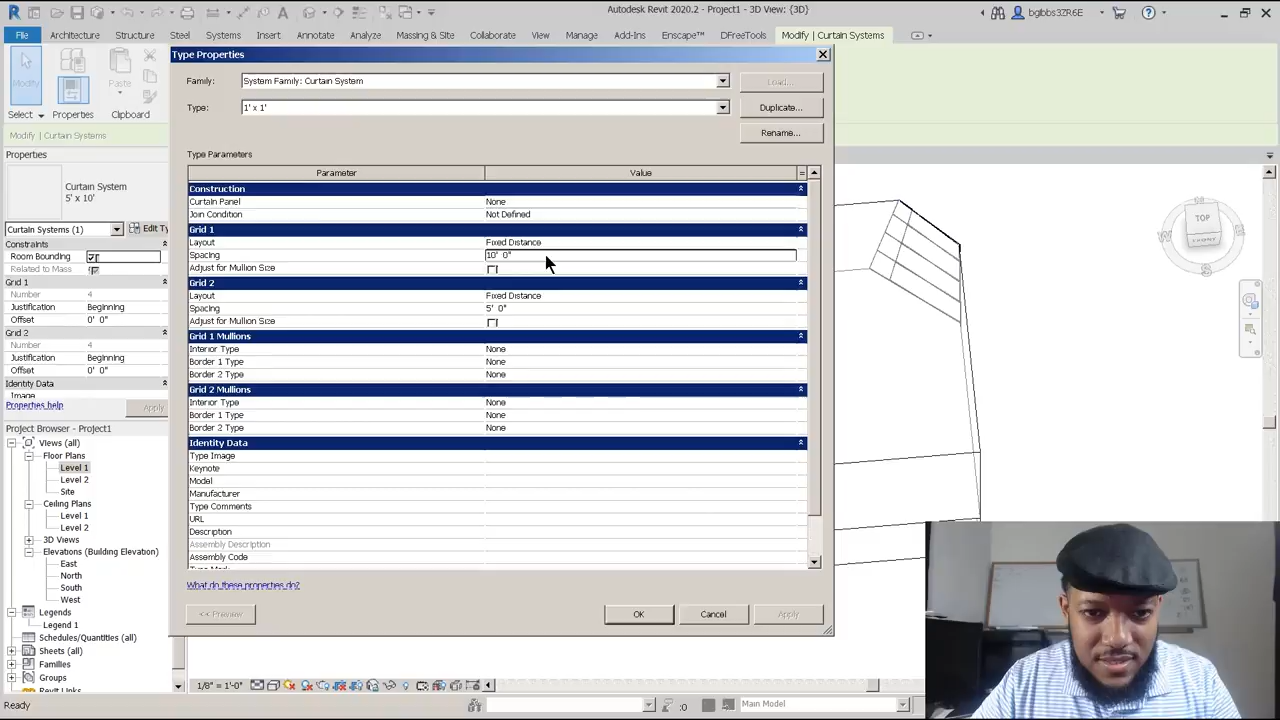 Autodesk Revit 2020.2 - Project1 - 3D View: {3D}
bgibbs3ZR6E
File Architecture Structure Steel Systems Insert Annotate Analyze Massing & Site Collaborate View Manage Add-Ins Enscape™ DFreeTools Modify | Curtain Systems
Modify
Paste
Select Properties Clipboard
Modify | Curtain Systems
Properties
Curtain System
5' x 10'
Curtain Systems (1) Edit Ty
Constraints
Room Bounding
Related to Mass
Grid 1
Number 4
Justification Beginning
Offset 0' 0"
Grid 2
Number 4
Justification Beginning
Offset 0' 0"
Identity Data
Image
Properties help Apply
Project Browser - Project1
Views (all)
Floor Plans
Level 1
Level 2
Site
Ceiling Plans
Level 1
Level 2
3D Views
Elevations (Building Elevation)
East
North
South
West
Legends
Legend 1
Schedules/Quantities (all)
Sheets (all)
Families
Groups
Revit Links
Ready
Type Properties
Family: System Family: Curtain System Load...
Type: 1' x 1' Duplicate...
Rename...
Type Parameters
Parameter Value =
Construction
Curtain Panel None
Join Condition Not Defined
Grid 1
Layout Fixed Distance
Spacing 10' 0"
Adjust for Mullion Size
Grid 2
Layout Fixed Distance
Spacing 5' 0"
Adjust for Mullion Size
Grid 1 Mullions
Interior Type None
Border 1 Type None
Border 2 Type None
Grid 2 Mullions
Interior Type None
Border 1 Type None
Border 2 Type None
Identity Data
Type Image
Keynote
Model
Manufacturer
Type Comments
URL
Description
Assembly Description
Assembly Code
What do these properties do?
<< Preview OK Cancel Apply
TOP
W
S
1/8" = 1'-0"
:0 Main Model